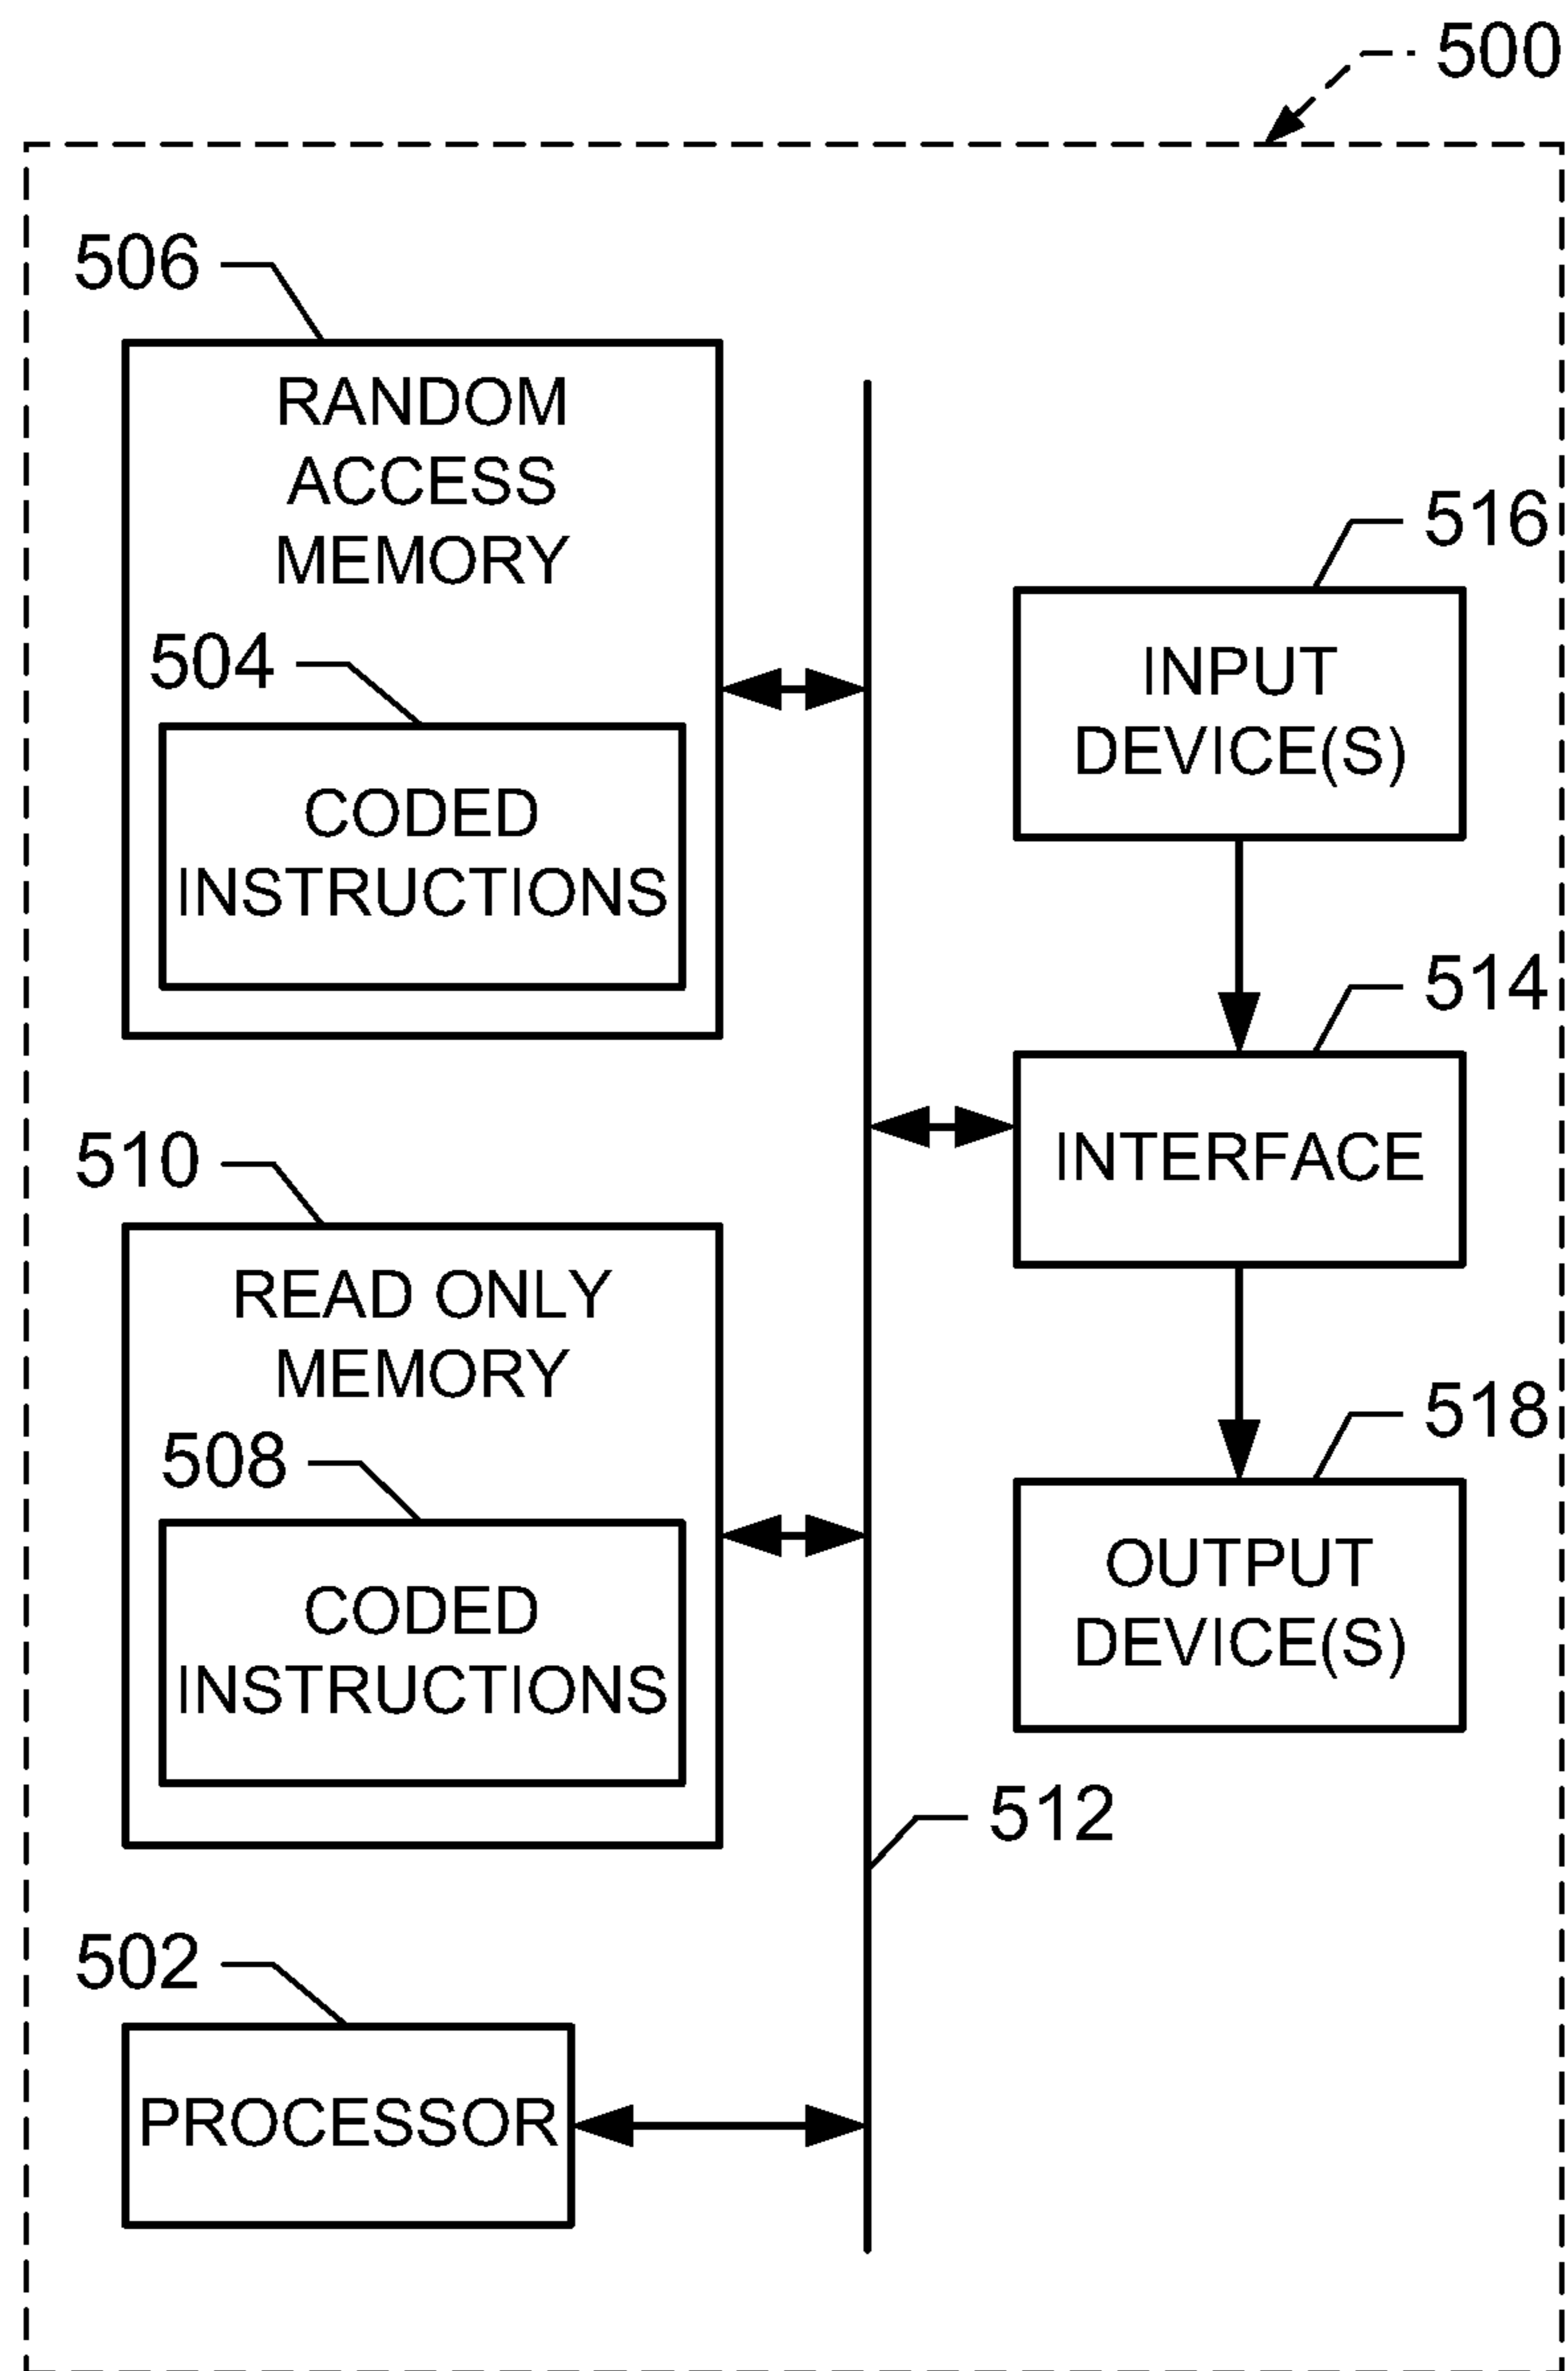 500
506
RANDOM
ACCESS
MEMORY
504
CODED
INSTRUCTIONS
516
INPUT
DEVICE(S)
514
INTERFACE
510
READ ONLY
MEMORY
508
CODED
INSTRUCTIONS
518
OUTPUT
DEVICE(S)
512
502
PROCESSOR